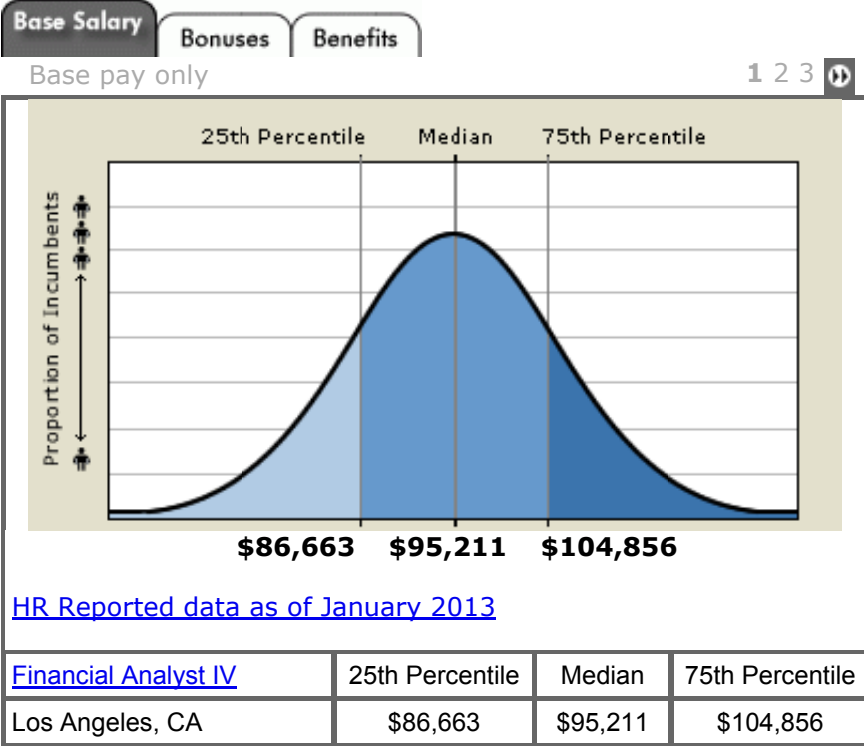 Base Salary Bonuses Benefits
Base pay only 1 2 3
25th Percentile Median 75th Percentile
Proportion of Incumbents
$86,663 $95,211 $104,856
HR Reported data as of January 2013
Financial Analyst IV 25th Percentile Median 75th Percentile
Los Angeles, CA $86,663 $95,211 $104,856